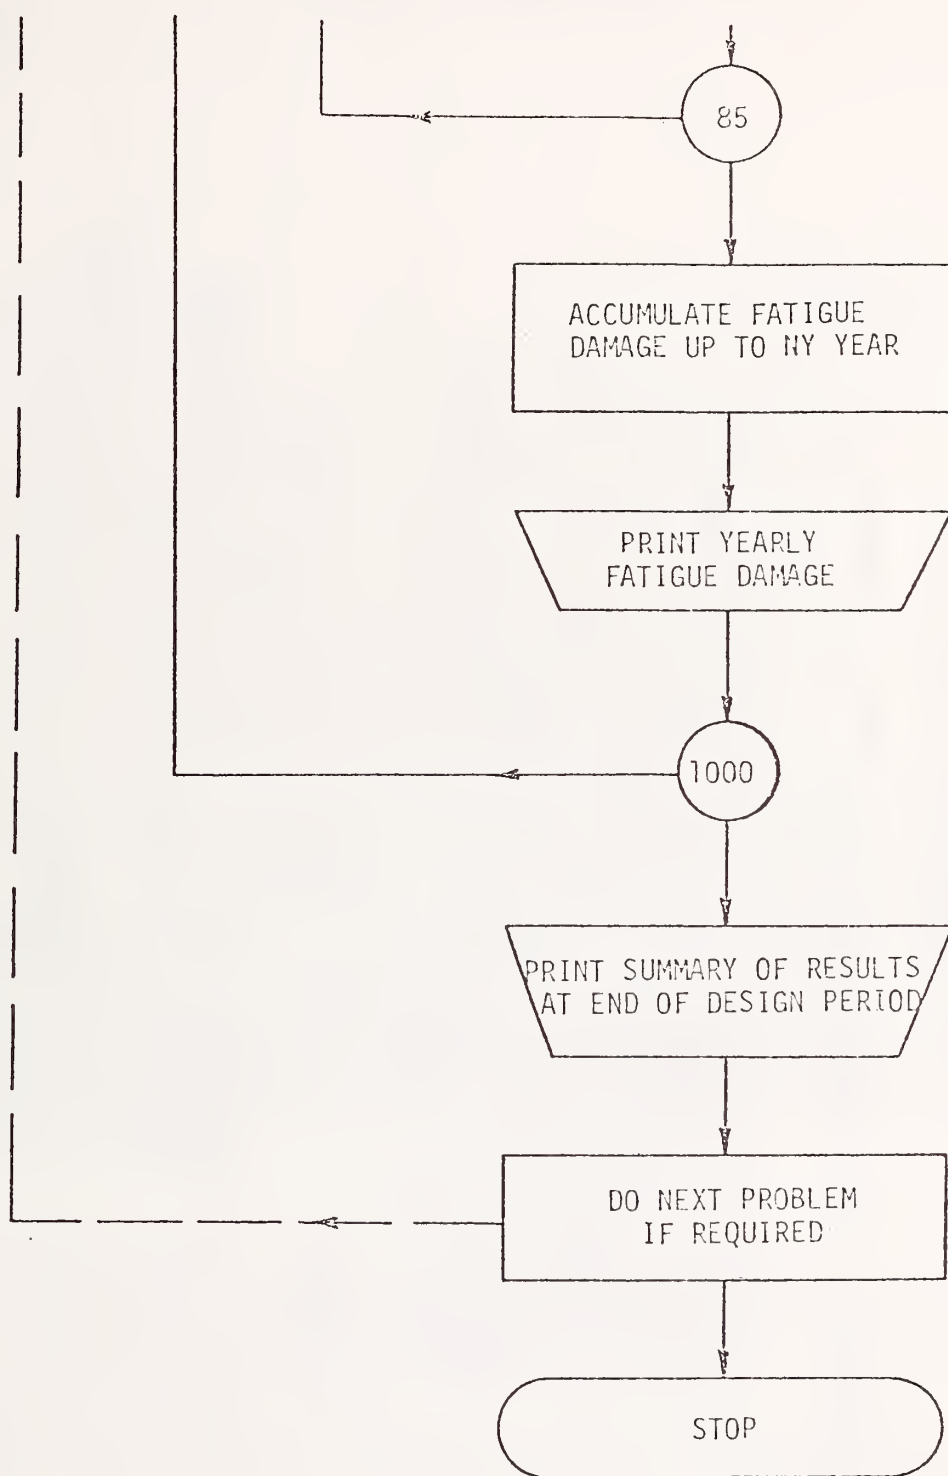 85
ACCUMULATE FATIGUE
DAMAGE UP TO NY YEAR
PRINT YEARLY
FATIGUE DAMAGE
1000
PRINT SUMMARY OF RESULTS
AT END OF DESIGN PERIOD
DO NEXT PROBLEM
IF REQUIRED
STOP